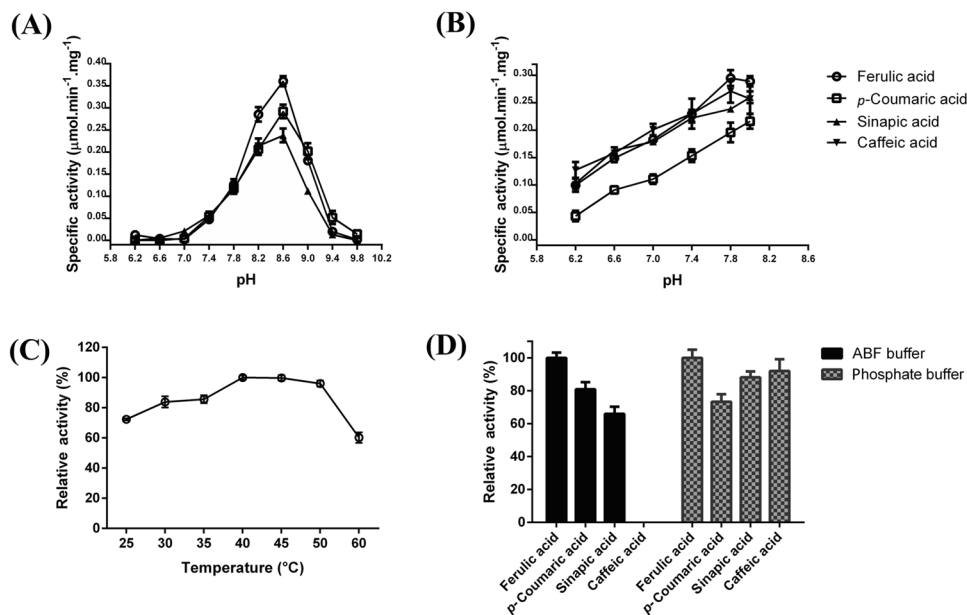 (A)
Specific activity (µmol.min⁻¹.mg⁻¹)
0.40
0.35
0.30
0.25
0.20
0.15
0.10
0.05
0.00
5.8 6.2 6.6 7.0 7.4 7.8 8.2 8.6 9.0 9.4 9.8 10.2
pH
(B)
Specific activity (µmol.min⁻¹.mg⁻¹)
0.30
0.25
0.20
0.15
0.10
0.05
0.00
5.8 6.2 6.6 7.0 7.4 7.8 8.2 8.6
pH
Ferulic acid
p-Coumaric acid
Sinapic acid
Caffeic acid
(C)
Relative activity (%)
120
100
80
60
40
20
0
25 30 35 40 45 50 60
Temperature (°C)
(D)
Relative activity (%)
100
80
60
40
20
0
Ferulic acid
p-Coumaric acid
Sinapic acid
Caffeic acid
Ferulic acid
p-Coumaric acid
Sinapic acid
Caffeic acid
ABF buffer
Phosphate buffer